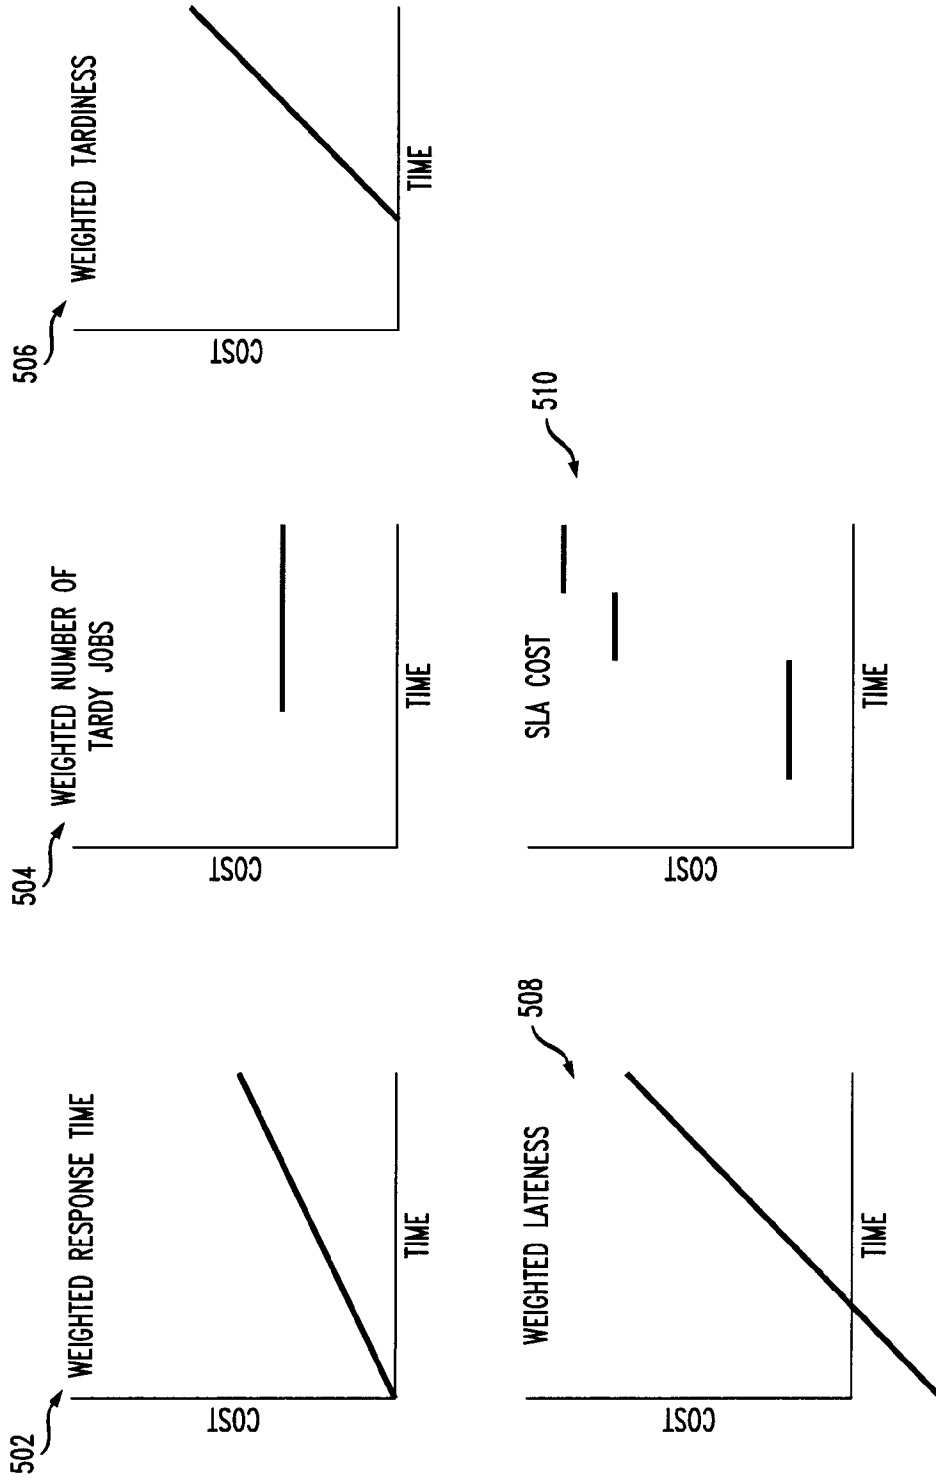 502
WEIGHTED RESPONSE TIME
COST
TIME
504
WEIGHTED NUMBER OF
TARDY JOBS
COST
TIME
506
WEIGHTED TARDINESS
COST
TIME
508
WEIGHTED LATENESS
COST
TIME
510
SLA COST
COST
TIME